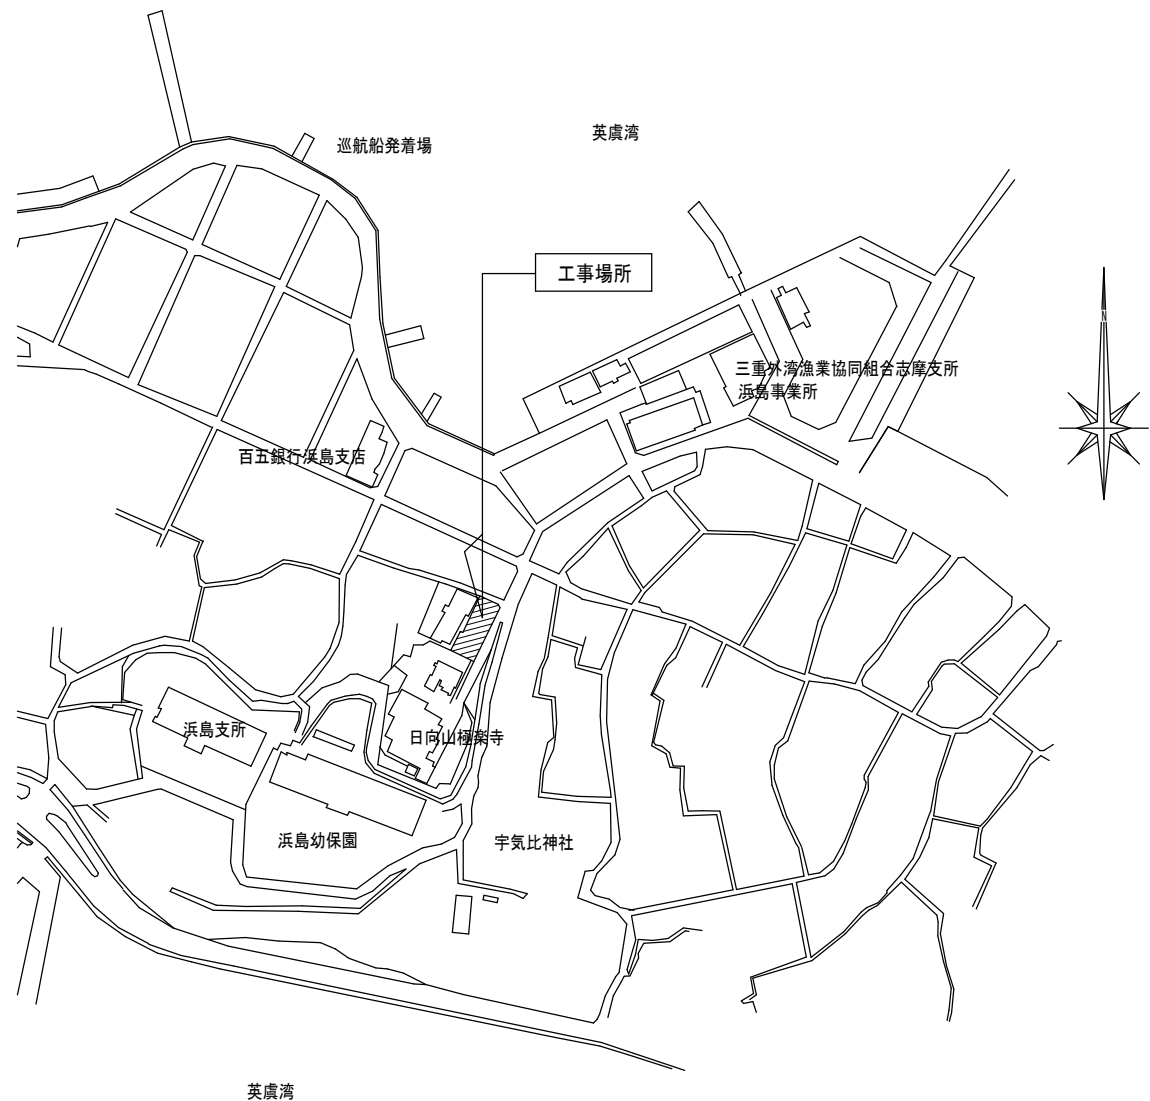 英虞湾
巡航船発着場
工事場所
N
三重外湾漁業協同組合志摩支所
浜島事業所
百五銀行浜島支店
浜島支所
日向山極楽寺
浜島幼保園
宇気比神社
英虞湾